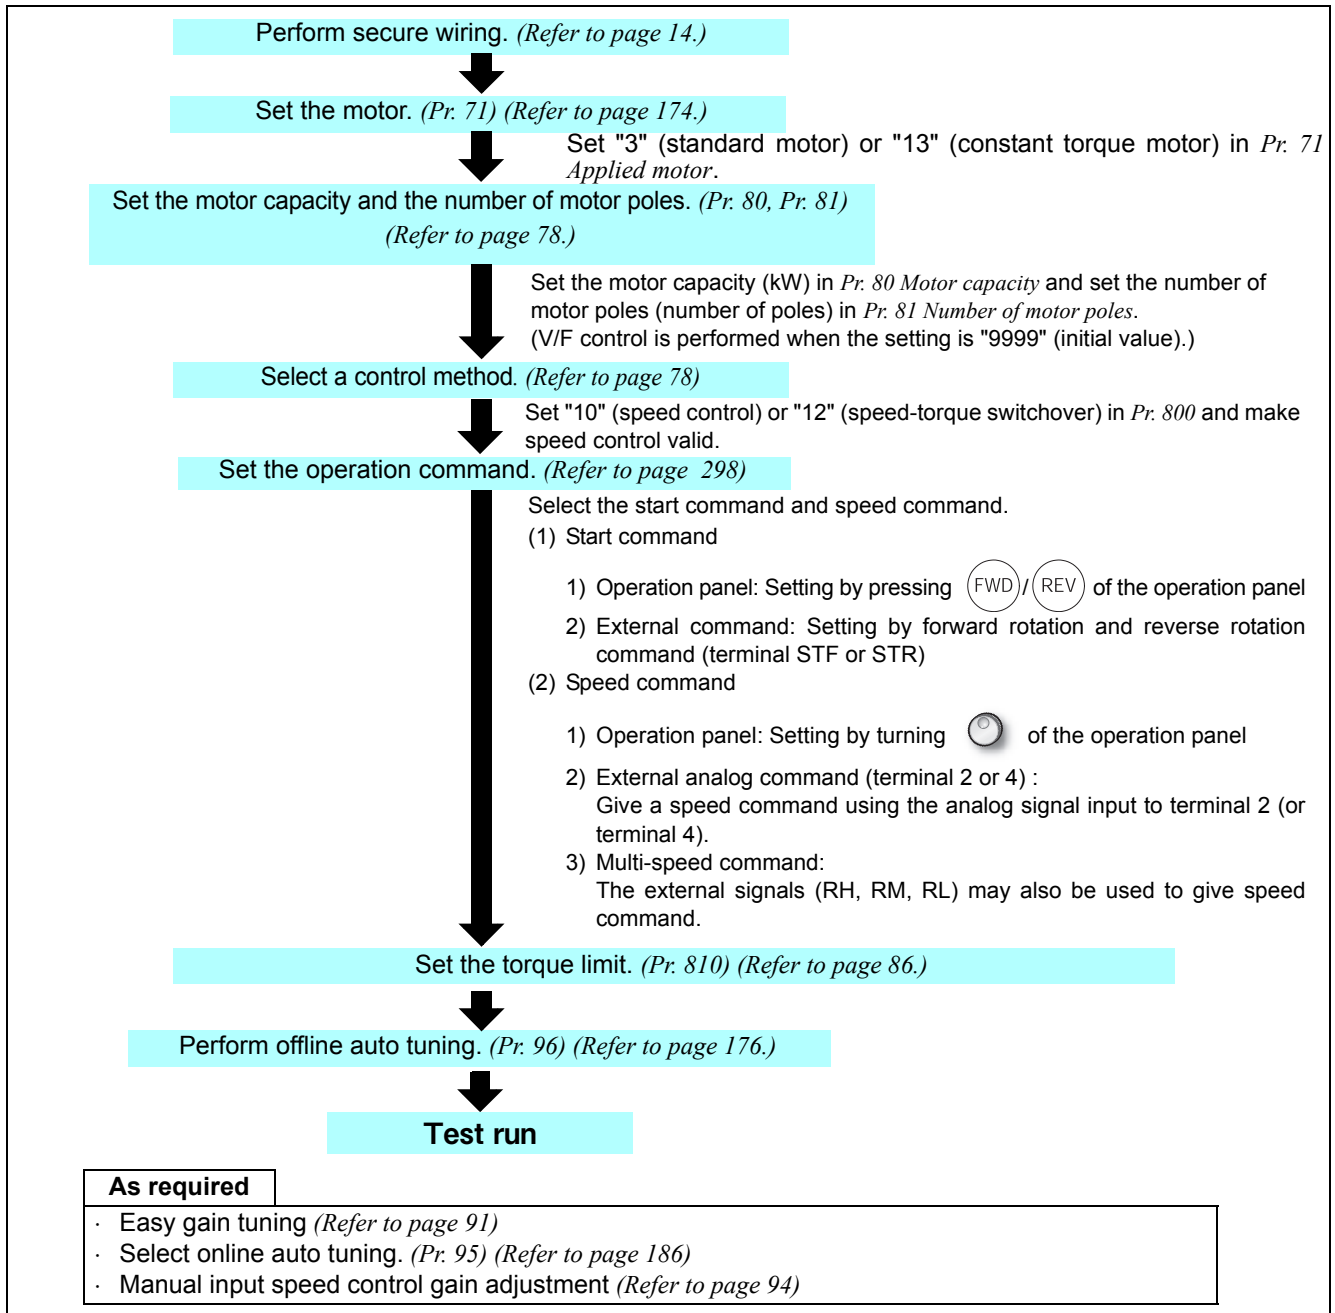 Perform secure wiring. (Refer to page 14.)
Set the motor. (Pr. 71) (Refer to page 174.)
Set "3" (standard motor) or "13" (constant torque motor) in Pr. 71
Applied motor.
Set the motor capacity and the number of motor poles. (Pr. 80, Pr. 81)
(Refer to page 78.)
Set the motor capacity (kW) in Pr. 80 Motor capacity and set the number of
motor poles (number of poles) in Pr. 81 Number of motor poles.
(V/F control is performed when the setting is "9999" (initial value).)
Select a control method. (Refer to page 78)
Set "10" (speed control) or "12" (speed-torque switchover) in Pr. 800 and make
speed control valid.
Set the operation command. (Refer to page 298)
Select the start command and speed command.
(1) Start command
1) Operation panel: Setting by pressing FWD/REV of the operation panel
2) External command: Setting by forward rotation and reverse rotation
command (terminal STF or STR)
(2) Speed command
1) Operation panel: Setting by turning of the operation panel
2) External analog command (terminal 2 or 4) :
Give a speed command using the analog signal input to terminal 2 (or
terminal 4).
3) Multi-speed command:
The external signals (RH, RM, RL) may also be used to give speed
command.
Set the torque limit. (Pr. 810) (Refer to page 86.)
Perform offline auto tuning. (Pr. 96) (Refer to page 176.)
Test run
As required
· Easy gain tuning (Refer to page 91)
· Select online auto tuning. (Pr. 95) (Refer to page 186)
· Manual input speed control gain adjustment (Refer to page 94)